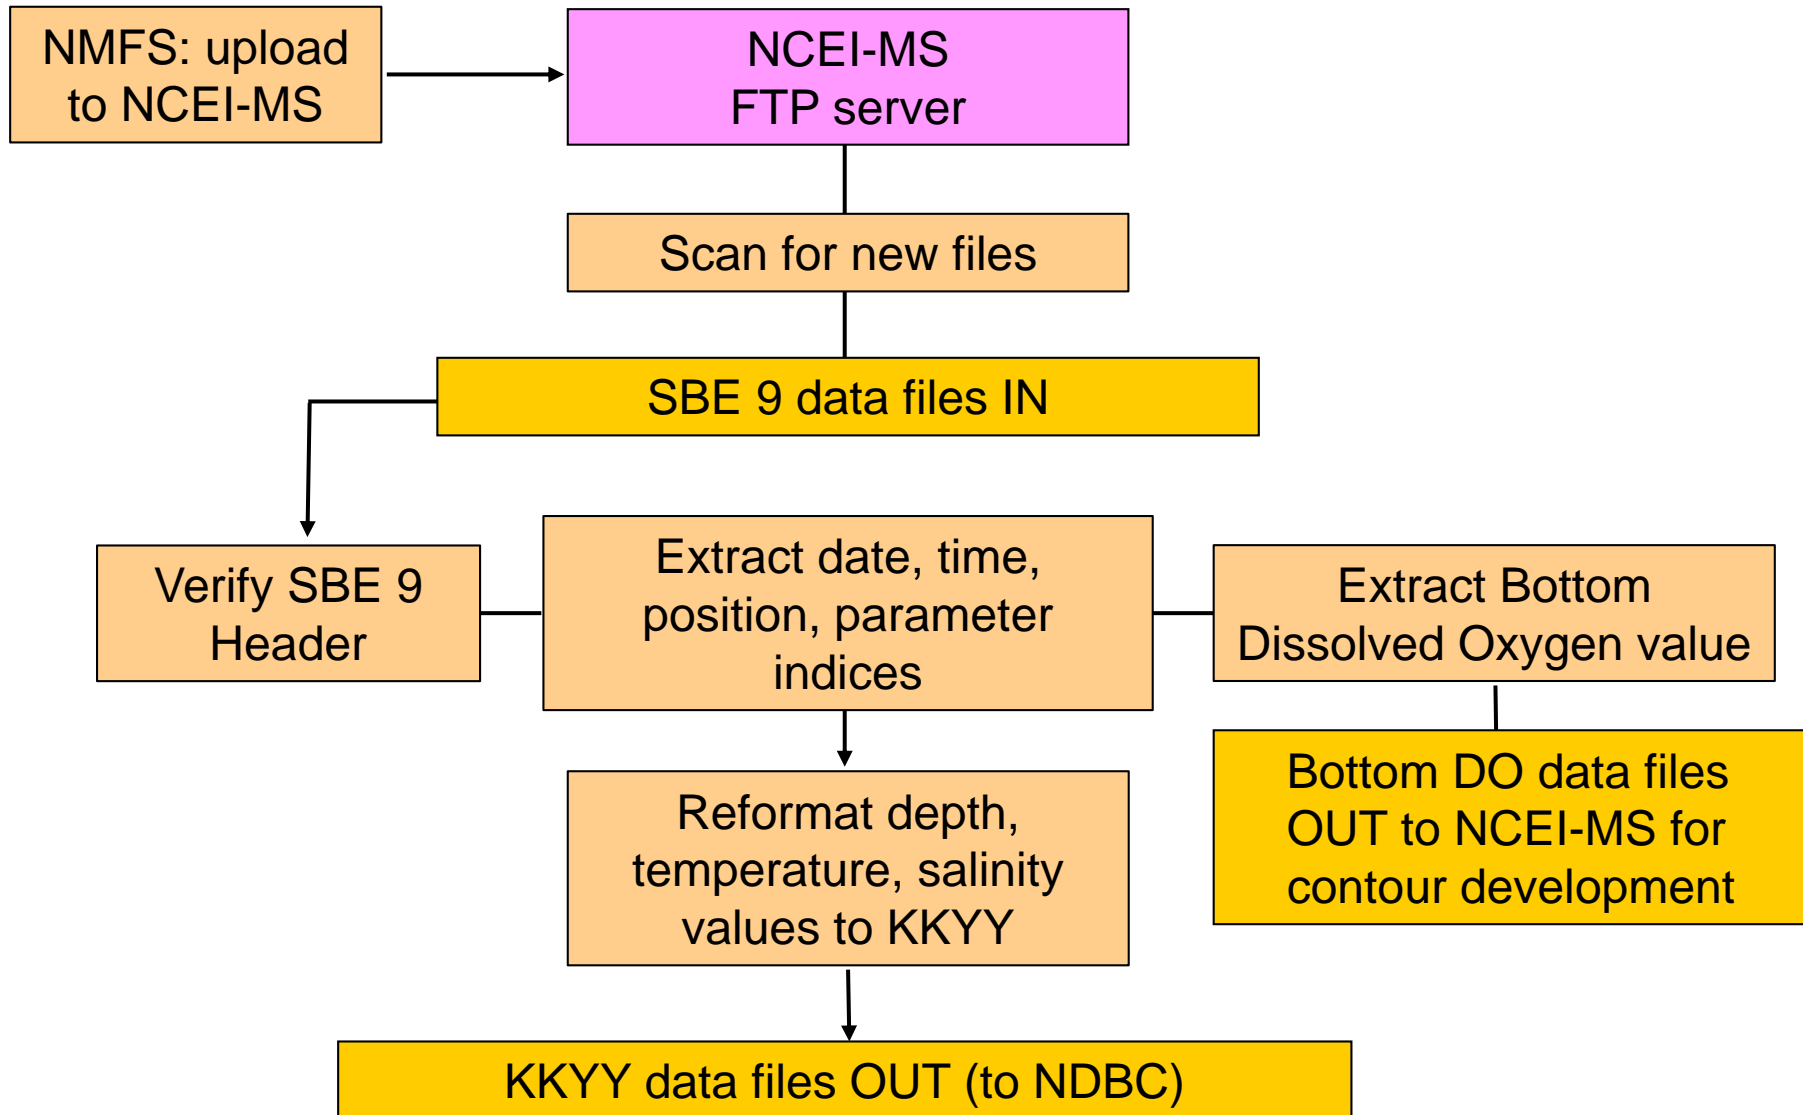 NMFS: upload
to NCEI-MS
NCEI-MS
FTP server
Scan for new files
SBE 9 data files IN
Verify SBE 9
Header
Extract date, time,
position, parameter
indices
Extract Bottom
Dissolved Oxygen value
Reformat depth,
temperature, salinity
values to KKYY
Bottom DO data files
OUT to NCEI-MS for
contour development
KKYY data files OUT (to NDBC)